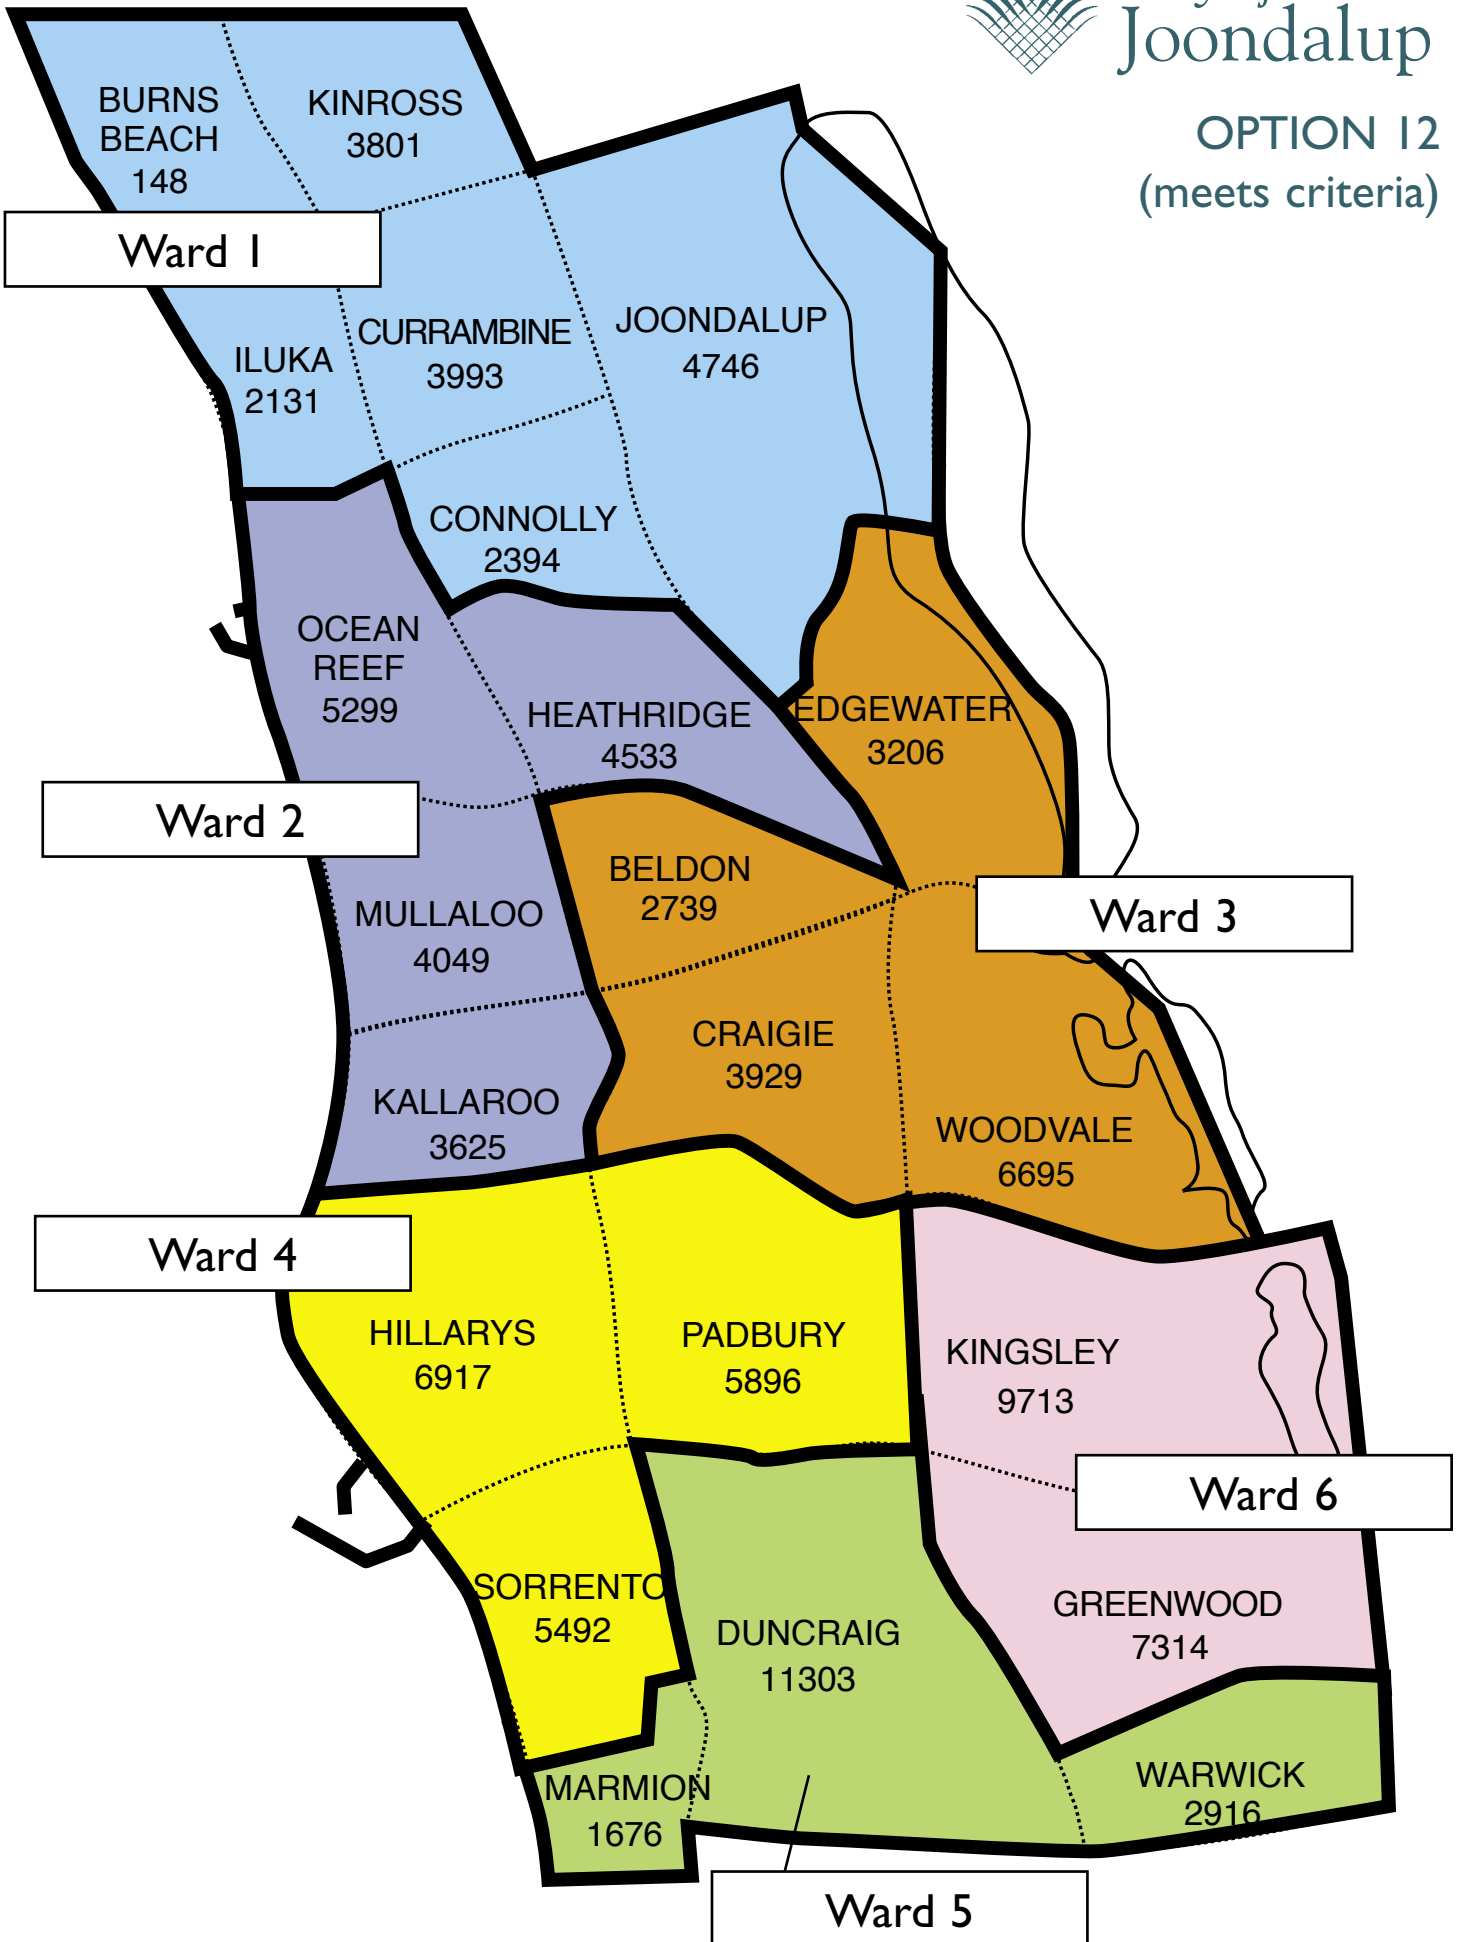 Joondalup
OPTION 12
(meets criteria)
BURNS
BEACH
148
KINROSS
3801
Ward 1
ILUKA
2131
CURRAMBINE
3993
JOONDALUP
4746
CONNOLLY
2394
OCEAN
REEF
5299
HEATHRIDGE
4533
EDGEWATER
3206
Ward 2
BELDON
2739
MULLALOO
4049
Ward 3
CRAIGIE
3929
KALLAROO
3625
WOODVALE
6695
Ward 4
HILLARYS
6917
PADBURY
5896
KINGSLEY
9713
Ward 6
SORRENTO
5492
DUNCRAIG
11303
GREENWOOD
7314
MARMION
1676
WARWICK
2916
Ward 5